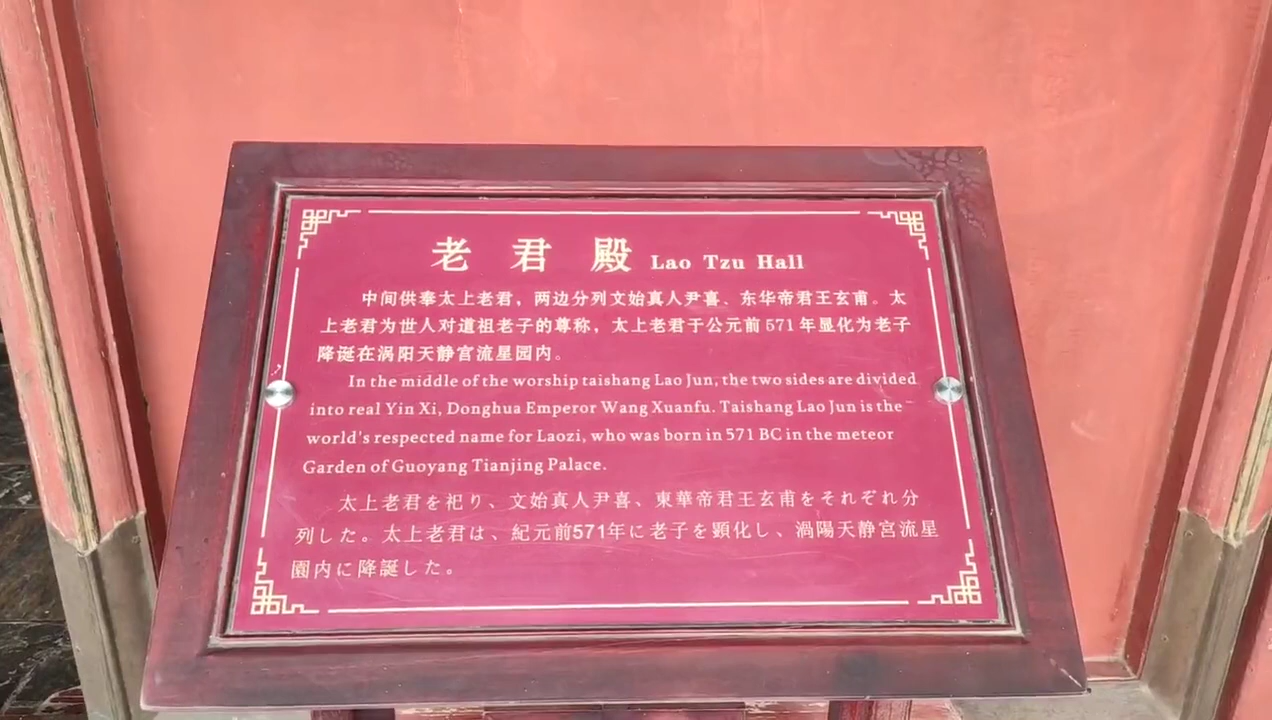 老君殿 Lao Tzu Hall
中间供奉太上老君，两边分列文始真人尹喜、东华帝君王玄甫。太
上老君为世人对道祖老子的尊称，太上老君于公元前571年显化为老子
降诞在涡阳天静宫流星园内。
In the middle of the worship taishang Lao Jun, the two sides are divided
into real Yin Xi, Donghua Emperor Wang Xuanfu. Taishang Lao Jun is the
world's respected name for Laozi, who was born in 571 BC in the meteor
Garden of Guoyang Tianjing Palace.
太上老君を祀り、文始真人尹喜、東華帝君王玄甫をそれぞれ分
列した。太上老君は、紀元前571年に老子を顕化し、渦陽天静宮流星
園内に降誕した。